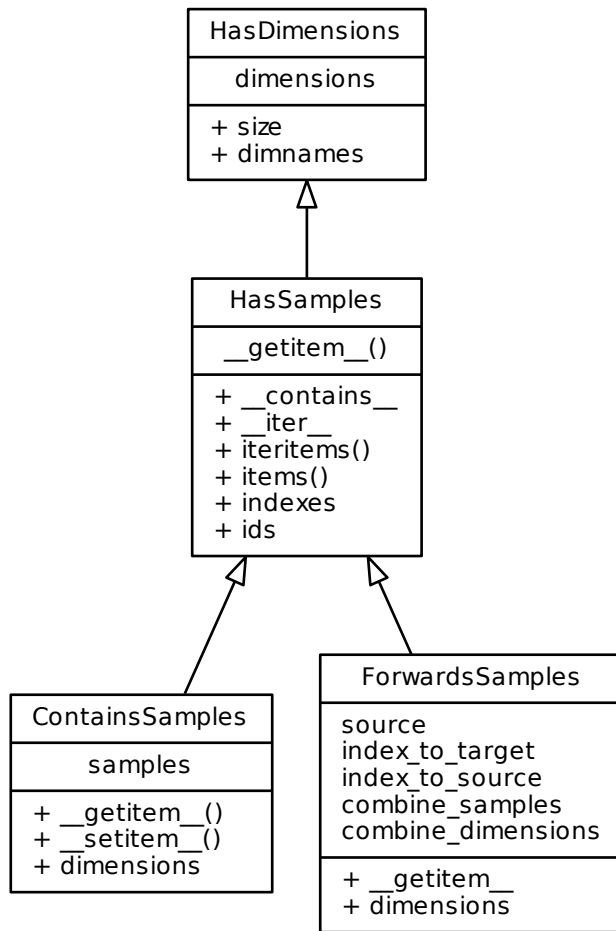 HasDimensions
dimensions
+ size
+ dimnames
HasSamples
__getitem__()
+ __contains__
+ __iter__
+ iteritems()
+ items()
+ indexes
+ ids
ContainsSamples
samples
+ __getitem__()
+ __setitem__()
+ dimensions
ForwardsSamples
source
index_to_target
index_to_source
combine_samples
combine_dimensions
+ __getitem__
+ dimensions